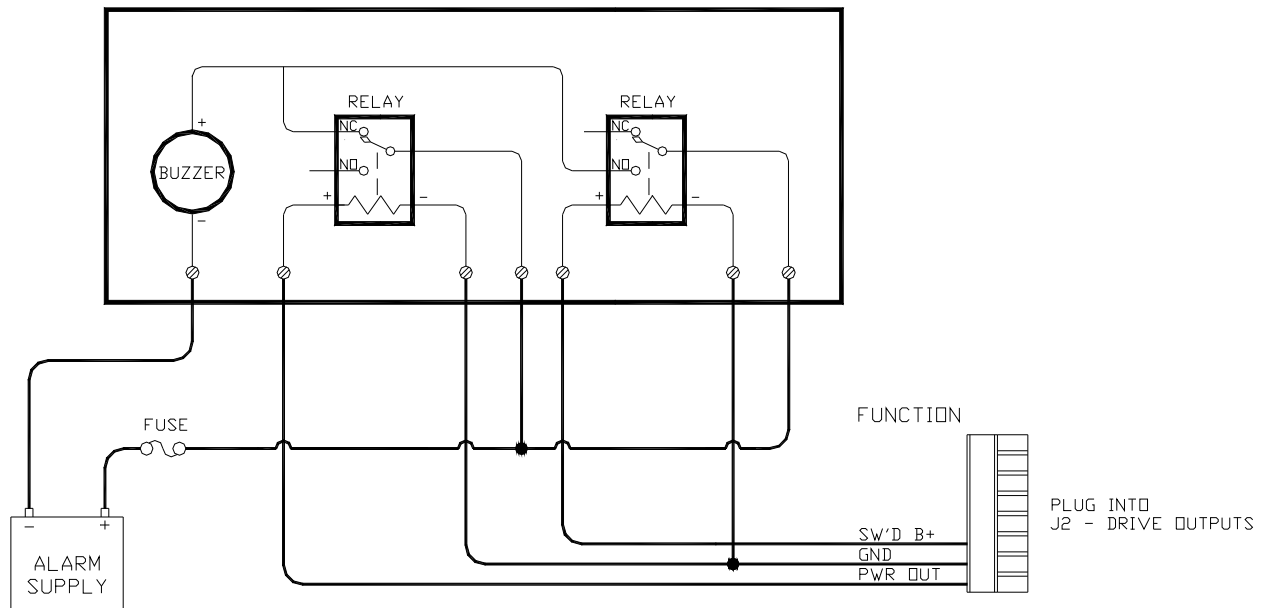 RELAY
RELAY
NC
NC
+
BUZZER
NO
NO
+ -
+ -
-
FUNCTION
FUSE
PLUG INTO
J2 - DRIVE OUTPUTS
- +
SW'D B+
ALARM
SUPPLY
GND
PWR OUT